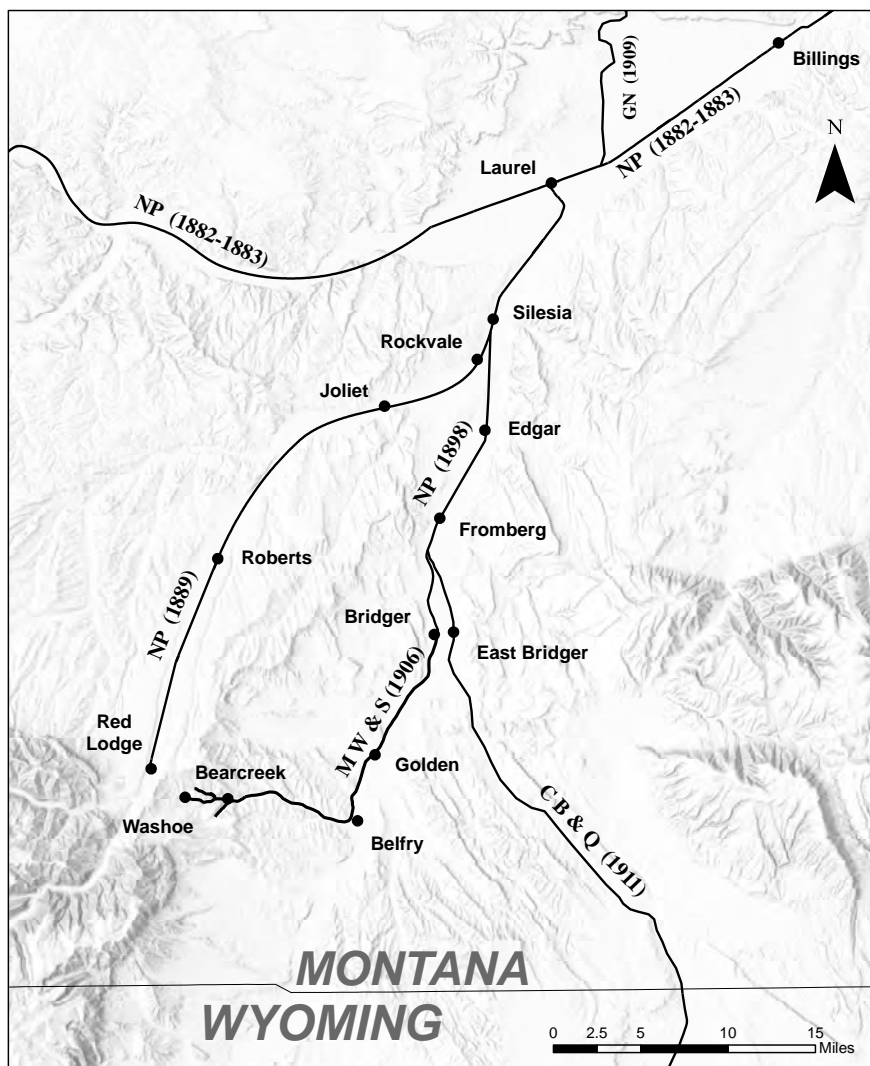 Billings
GN (1909)
NP (1882-1883)
N
Laurel
NP (1882-1883)
Silesia
Rockvale
Joliet
Edgar
NP (1898)
Fromberg
Roberts
NP (1889)
Bridger
East Bridger
M W & S (1906)
Red
Lodge
Golden
Bearcreek
Washoe
Belfry
C B & Q (1911)
MONTANA
WYOMING
0 2.5 5 10 15
Miles